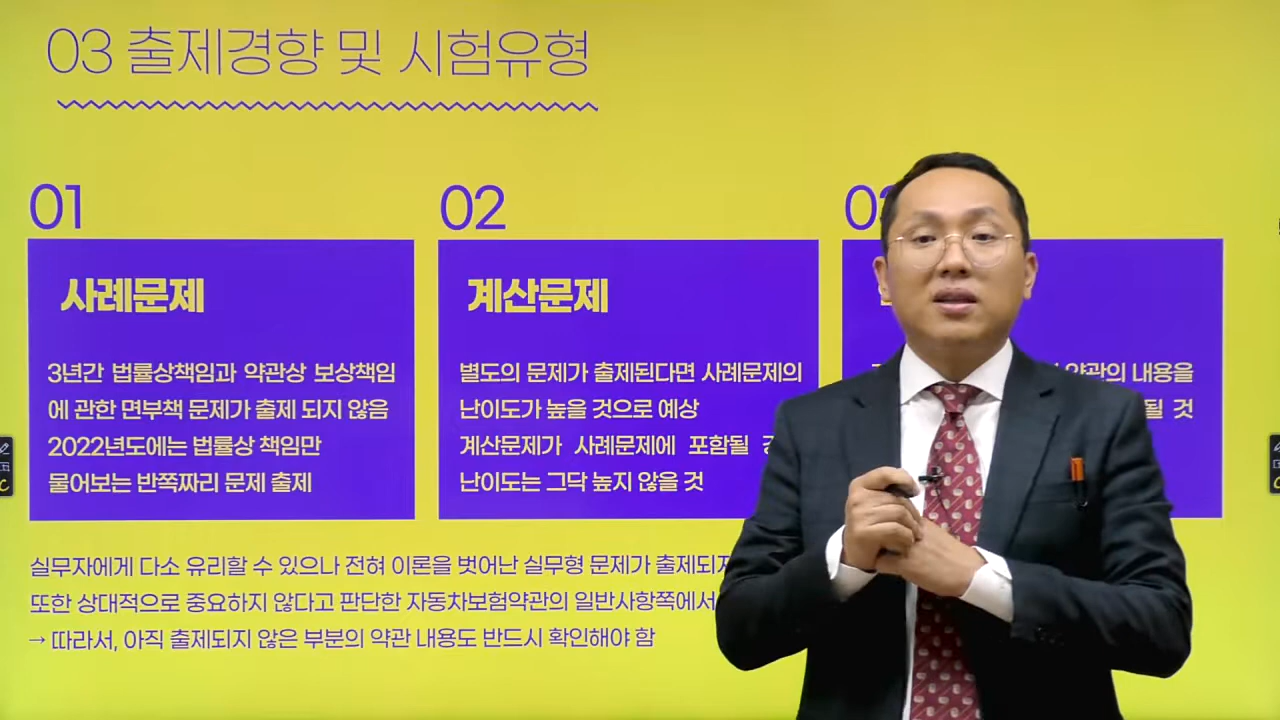 03 출제경향 및 시험유형
01
사례문제
3년간 법률상책임과 약관상 보상책임
에 관한 면부책 문제가 출제 되지 않음
2022년도에는 법률상 책임만
물어보는 반쪽짜리 문제 출제
02
계산문제
별도의 문제가 출제된다면 사례문제의
난이도가 높을 것으로 예상
계산문제가 사례문제에 포함될
난이도는 그닥 높지 않을 것
03
약관의 내용을
될 것
실무자에게 다소 유리할 수 있으나 전혀 이론을 벗어난 실무형 문제가 출제되지
또한 상대적으로 중요하지 않다고 판단한 자동차보험약관의 일반사항쪽에서
→ 따라서, 아직 출제되지 않은 부분의 약관 내용도 반드시 확인해야 함